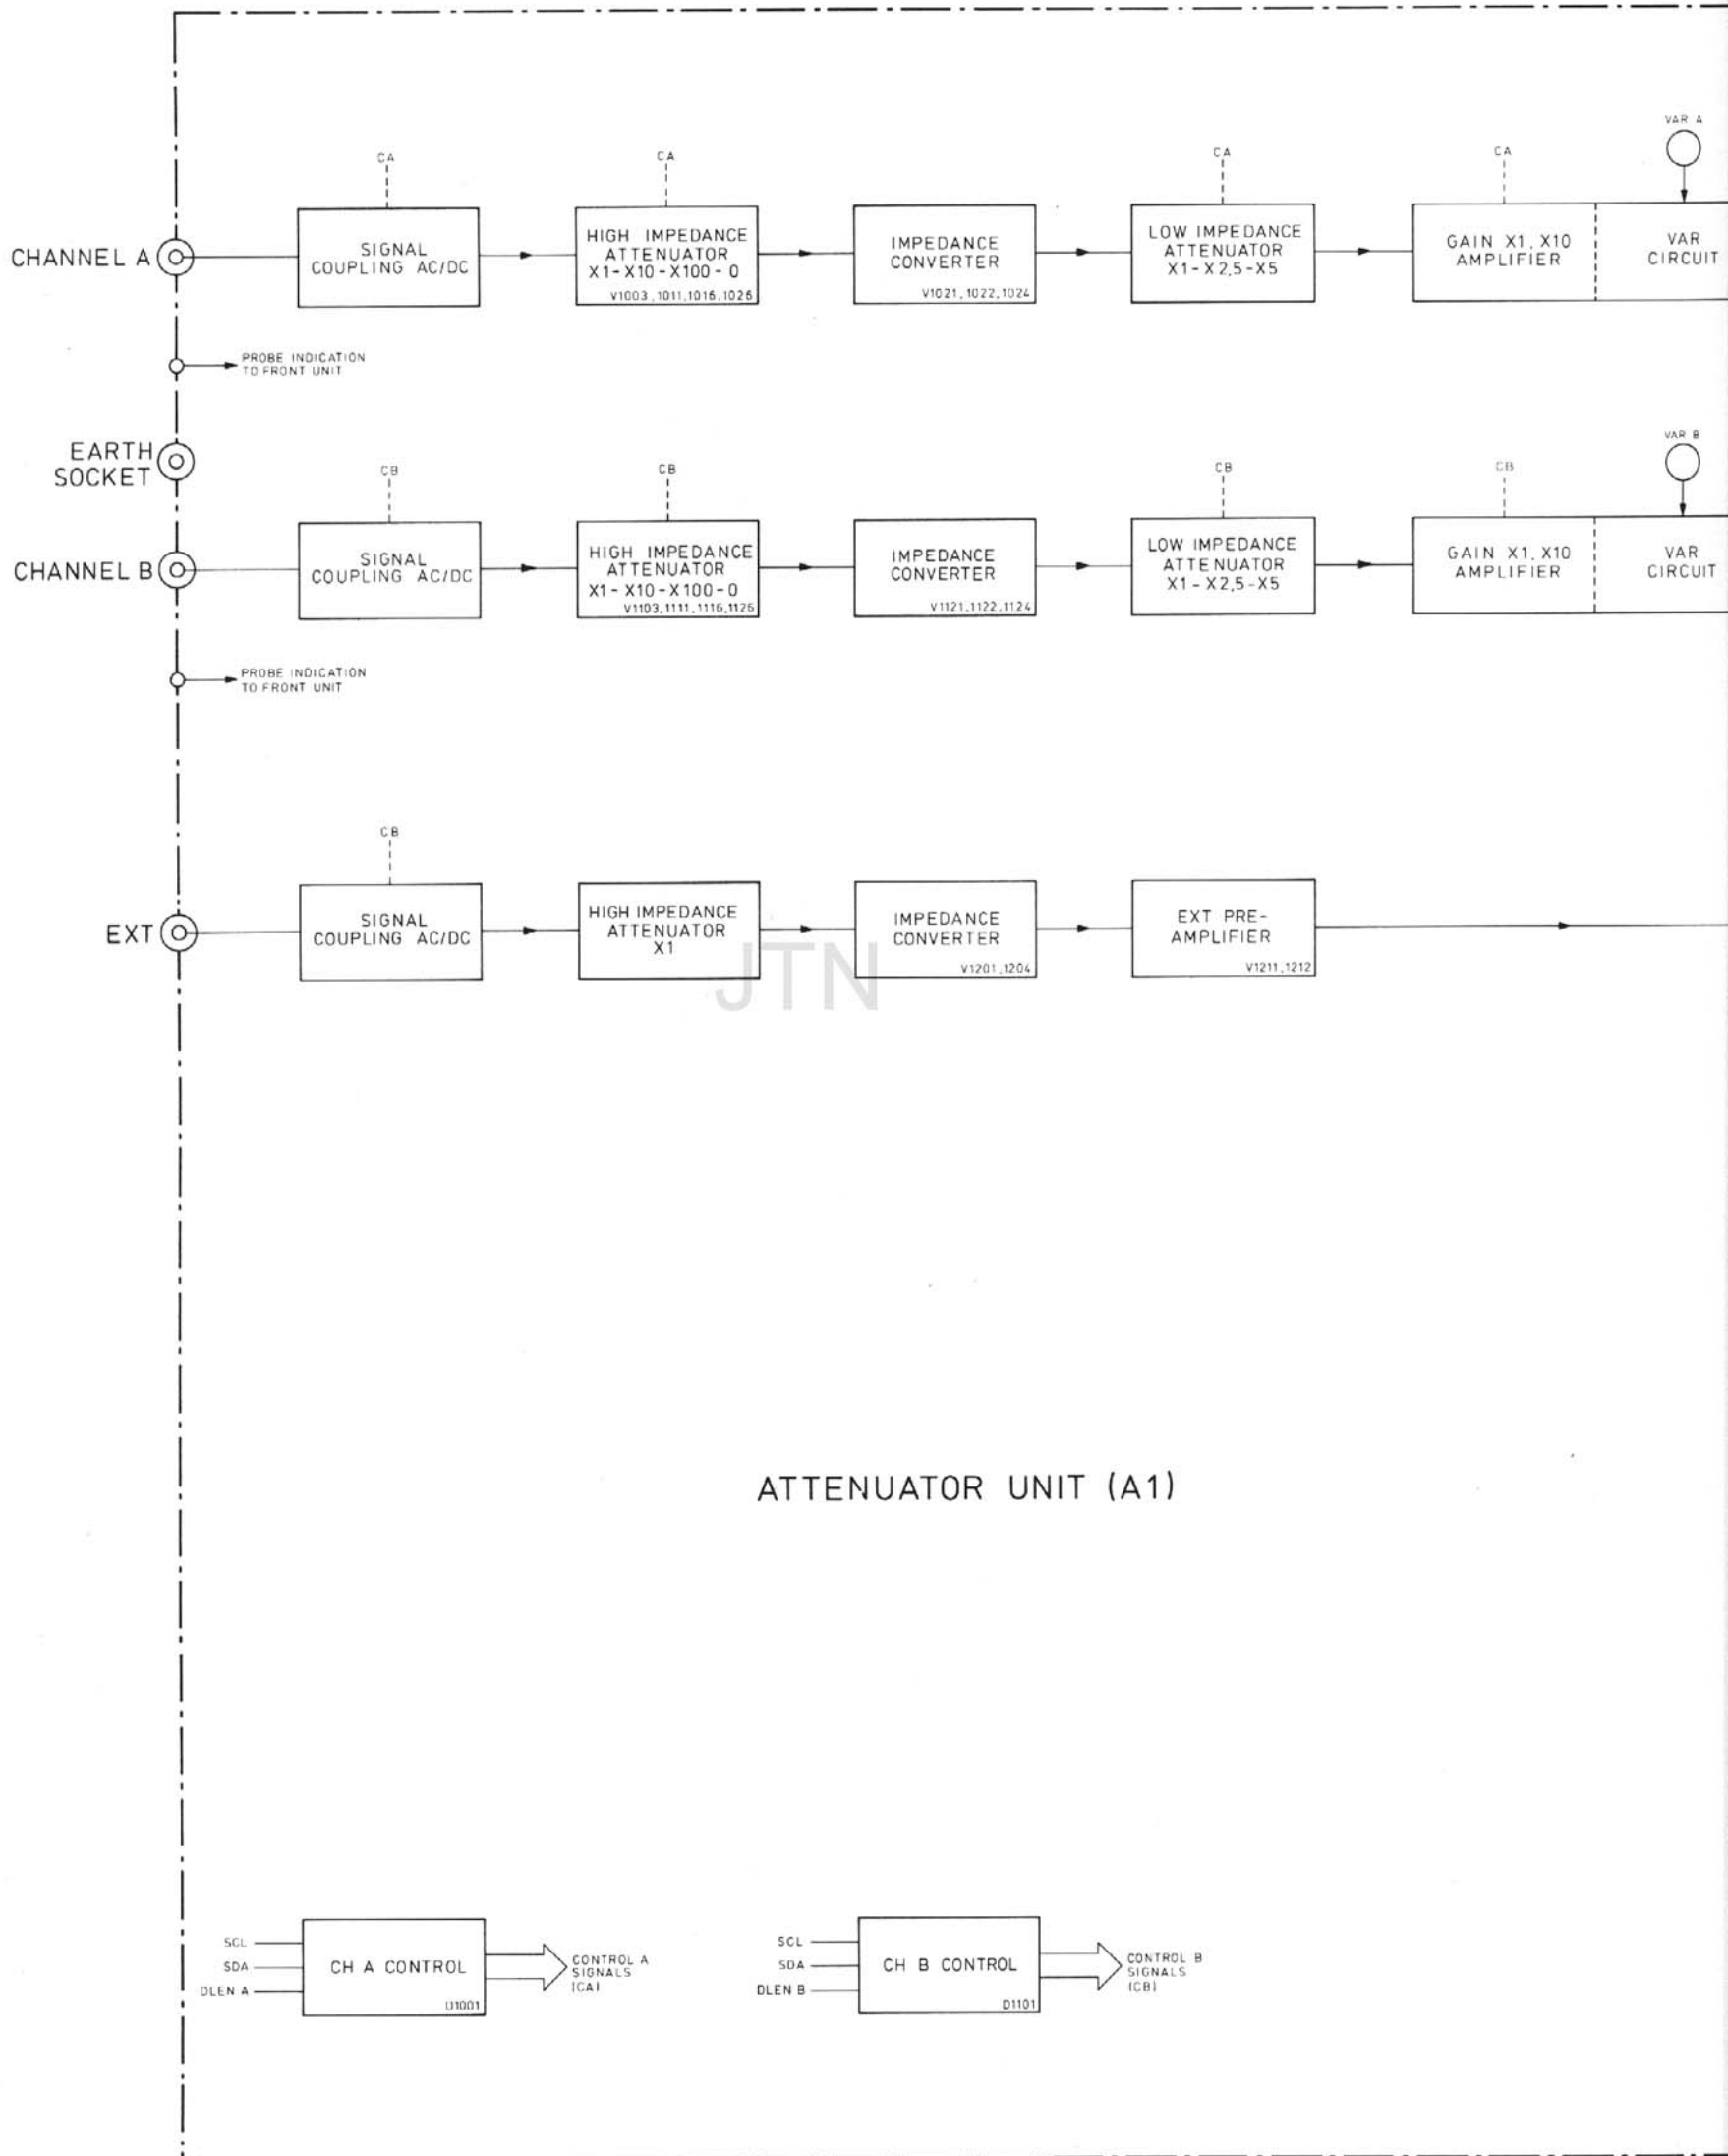 VAR A
CA
CA
CA
CA
CHANNEL A
SIGNAL
COUPLING AC/DC
HIGH IMPEDANCE
ATTENUATOR
X1-X10-X100-0
V1003,1011,1016,1026
IMPEDANCE
CONVERTER
V1021,1022,1024
LOW IMPEDANCE
ATTENUATOR
X1-X2,5-X5
GAIN X1, X10
AMPLIFIER
VAR
CIRCUIT
PROBE INDICATION
TO FRONT UNIT
EARTH
SOCKET
VAR B
CB
CB
CB
CB
CHANNEL B
SIGNAL
COUPLING AC/DC
HIGH IMPEDANCE
ATTENUATOR
X1-X10-X100-0
V1103,1111,1116,1126
IMPEDANCE
CONVERTER
V1121,1122,1124
LOW IMPEDANCE
ATTENUATOR
X1-X2,5-X5
GAIN X1, X10
AMPLIFIER
VAR
CIRCUIT
PROBE INDICATION
TO FRONT UNIT
CB
EXT
SIGNAL
COUPLING AC/DC
HIGH IMPEDANCE
ATTENUATOR
X1
IMPEDANCE
CONVERTER
V1201,1204
EXT PRE-
AMPLIFIER
V1211,1212
JTN
ATTENUATOR UNIT (A1)
SCL
SDA
DLEN A
CH A CONTROL
D1001
CONTROL A
SIGNALS
(CA)
SCL
SDA
DLEN B
CH B CONTROL
D1101
CONTROL B
SIGNALS
(CB)